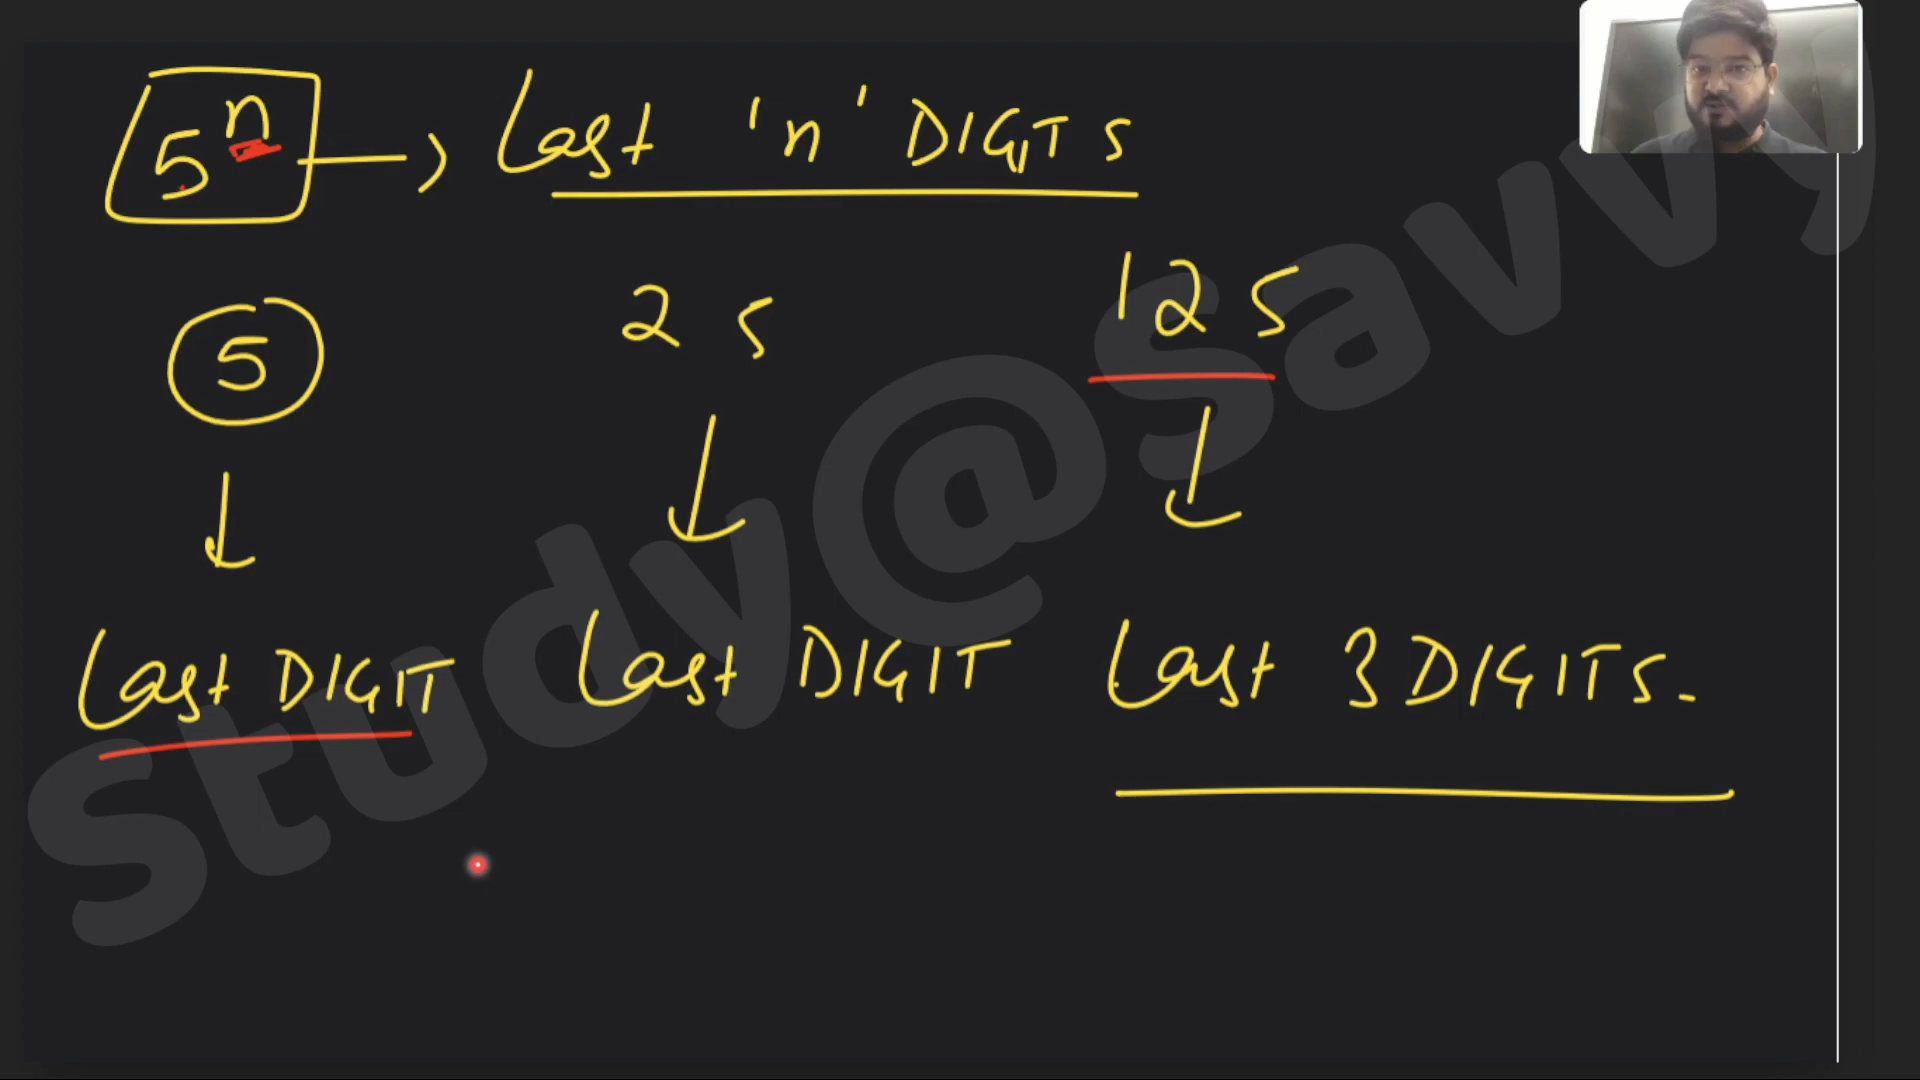 5ⁿ → Last 'n' DIGITS
5 25 125
↓ ↓ ↓
Last DIGIT Last DIGIT Last 3 DIGITS.
Study@savvy